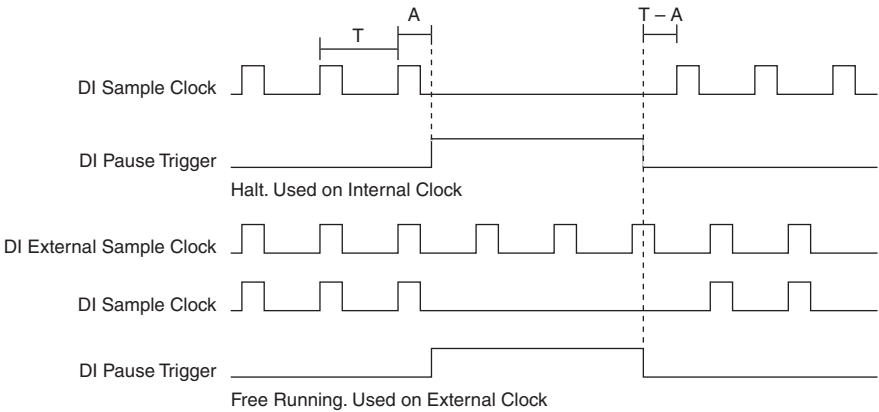 A
T – A
T
DI Sample Clock
DI Pause Trigger
Halt. Used on Internal Clock
DI External Sample Clock
DI Sample Clock
DI Pause Trigger
Free Running. Used on External Clock